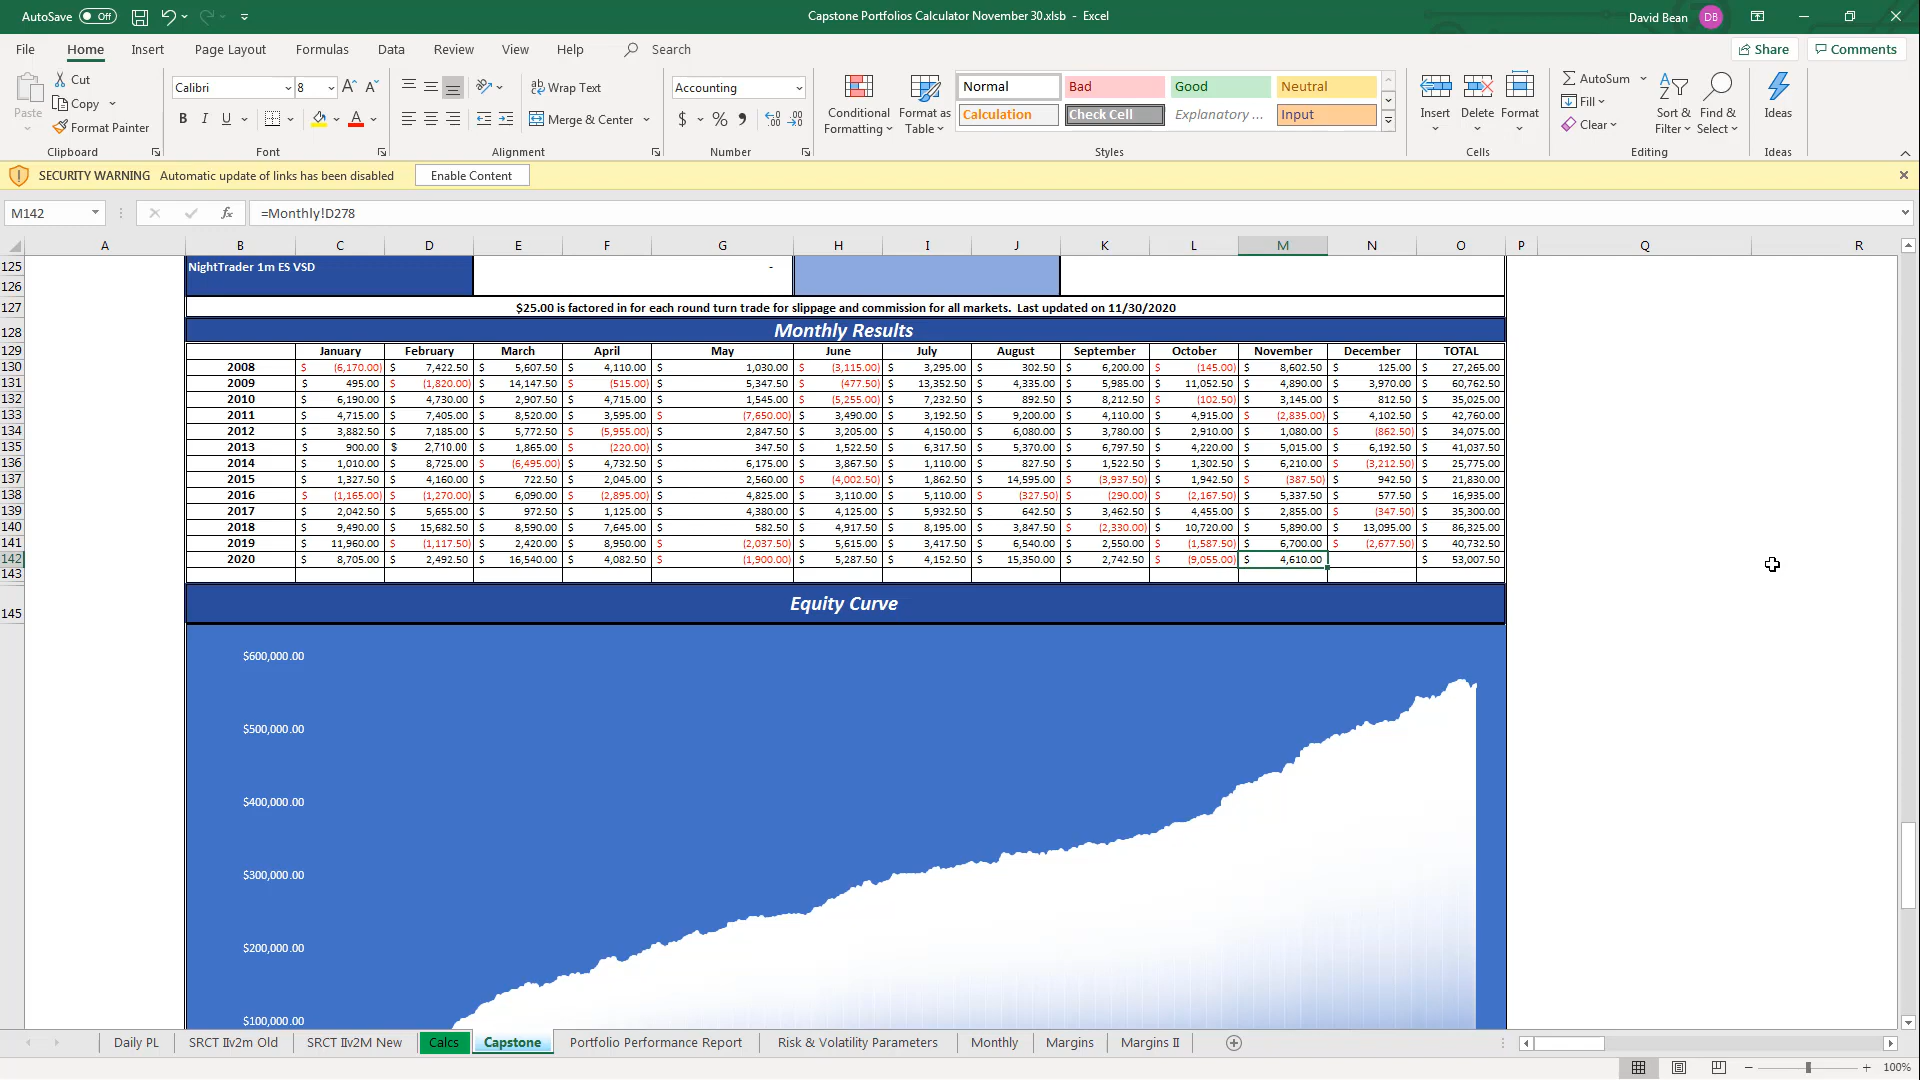 AutoSave Off Capstone Portfolios Calculator November 30.xlsb - Excel David Bean DB
File Home Insert Page Layout Formulas Data Review View Help Search Share Comments
Paste Cut Copy Format Painter
Calibri 8 A A B I U A
Wrap Text Merge & Center
Accounting $ % 9
Conditional Formatting Format as Table
Normal Bad Good Neutral
Calculation Check Cell Explanatory ... Input
Insert Delete Format
AutoSum Fill Clear Sort & Filter Find & Select Ideas
Clipboard Font Alignment Number Styles Cells Editing Ideas
SECURITY WARNING Automatic update of links has been disabled Enable Content
M142 fx =Monthly!D278
A B C D E F G H I J K L M N O P Q R
125 NightTrader 1m ES VSD -
126
127 $25.00 is factored in for each round turn trade for slippage and commission for all markets. Last updated on 11/30/2020
128 Monthly Results
129 January February March April May June July August September October November December TOTAL
130 2008 $ (6,170.00) $ 7,422.50 $ 5,607.50 $ 4,110.00 $ 1,030.00 $ (3,115.00) $ 3,295.00 $ 302.50 $ 6,200.00 $ (145.00) $ 8,602.50 $ 125.00 $ 27,265.00
131 2009 $ 495.00 $ (1,820.00) $ 14,147.50 $ (515.00) $ 5,347.50 $ (477.50) $ 13,352.50 $ 4,335.00 $ 5,985.00 $ 11,052.50 $ 4,890.00 $ 3,970.00 $ 60,762.50
132 2010 $ 6,190.00 $ 4,730.00 $ 2,907.50 $ 4,715.00 $ 1,545.00 $ (5,255.00) $ 7,232.50 $ 892.50 $ 8,212.50 $ (102.50) $ 3,145.00 $ 812.50 $ 35,025.00
133 2011 $ 4,715.00 $ 7,405.00 $ 8,520.00 $ 3,595.00 $ (7,650.00) $ 3,490.00 $ 3,192.50 $ 9,200.00 $ 4,110.00 $ 4,915.00 $ (2,835.00) $ 4,102.50 $ 42,760.00
134 2012 $ 3,882.50 $ 7,185.00 $ 5,772.50 $ (5,955.00) $ 2,847.50 $ 3,205.00 $ 4,150.00 $ 6,080.00 $ 3,780.00 $ 2,910.00 $ 1,080.00 $ (862.50) $ 34,075.00
135 2013 $ 900.00 $ 2,710.00 $ 1,865.00 $ (220.00) $ 347.50 $ 1,522.50 $ 6,317.50 $ 5,370.00 $ 6,797.50 $ 4,220.00 $ 5,015.00 $ 6,192.50 $ 41,037.50
136 2014 $ 1,010.00 $ 8,725.00 $ (6,495.00) $ 4,732.50 $ 6,175.00 $ 3,867.50 $ 1,110.00 $ 827.50 $ 1,522.50 $ 1,302.50 $ 6,210.00 $ (3,212.50) $ 25,775.00
137 2015 $ 1,327.50 $ 4,160.00 $ 722.50 $ 2,045.00 $ 2,560.00 $ (4,002.50) $ 1,862.50 $ 14,595.00 $ (3,937.50) $ 1,942.50 $ (387.50) $ 942.50 $ 21,830.00
138 2016 $ (1,165.00) $ (1,270.00) $ 6,090.00 $ (2,895.00) $ 4,825.00 $ 3,110.00 $ 5,110.00 $ (327.50) $ (290.00) $ (2,167.50) $ 5,337.50 $ 577.50 $ 16,935.00
139 2017 $ 2,042.50 $ 5,655.00 $ 972.50 $ 1,125.00 $ 4,380.00 $ 4,125.00 $ 5,932.50 $ 642.50 $ 3,462.50 $ 4,455.00 $ 2,855.00 $ (347.50) $ 35,300.00
140 2018 $ 9,490.00 $ 15,682.50 $ 8,590.00 $ 7,645.00 $ 582.50 $ 4,917.50 $ 8,195.00 $ 3,847.50 $ (2,330.00) $ 10,720.00 $ 5,890.00 $ 13,095.00 $ 86,325.00
141 2019 $ 11,960.00 $ (1,117.50) $ 2,420.00 $ 8,950.00 $ (2,037.50) $ 5,615.00 $ 3,417.50 $ 6,540.00 $ 2,550.00 $ (1,587.50) $ 6,700.00 $ (2,677.50) $ 40,732.50
142 2020 $ 8,705.00 $ 2,492.50 $ 16,540.00 $ 4,082.50 $ (1,900.00) $ 5,287.50 $ 4,152.50 $ 15,350.00 $ 2,742.50 $ (9,055.00) $ 4,610.00 $ 53,007.50
143
145 Equity Curve
$600,000.00
$500,000.00
$400,000.00
$300,000.00
$200,000.00
$100,000.00
Daily PL SRCT IIv2m Old SRCT IIv2M New Calcs Capstone Portfolio Performance Report Risk & Volatility Parameters Monthly Margins Margins II
100%